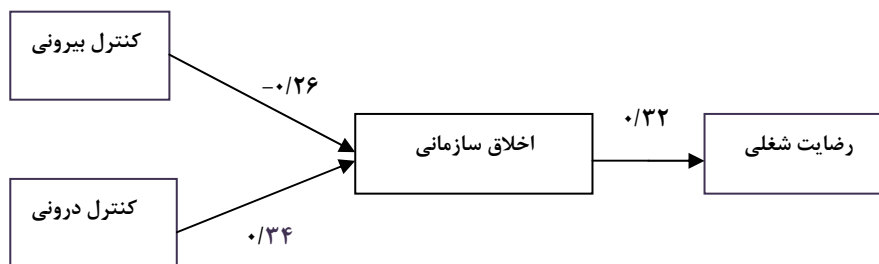 کنترل بیرونی
-۰/۲۶
۰/۳۲
اخلاق سازمانی
رضایت شغلی
کنترل درونی
۰/۳۴